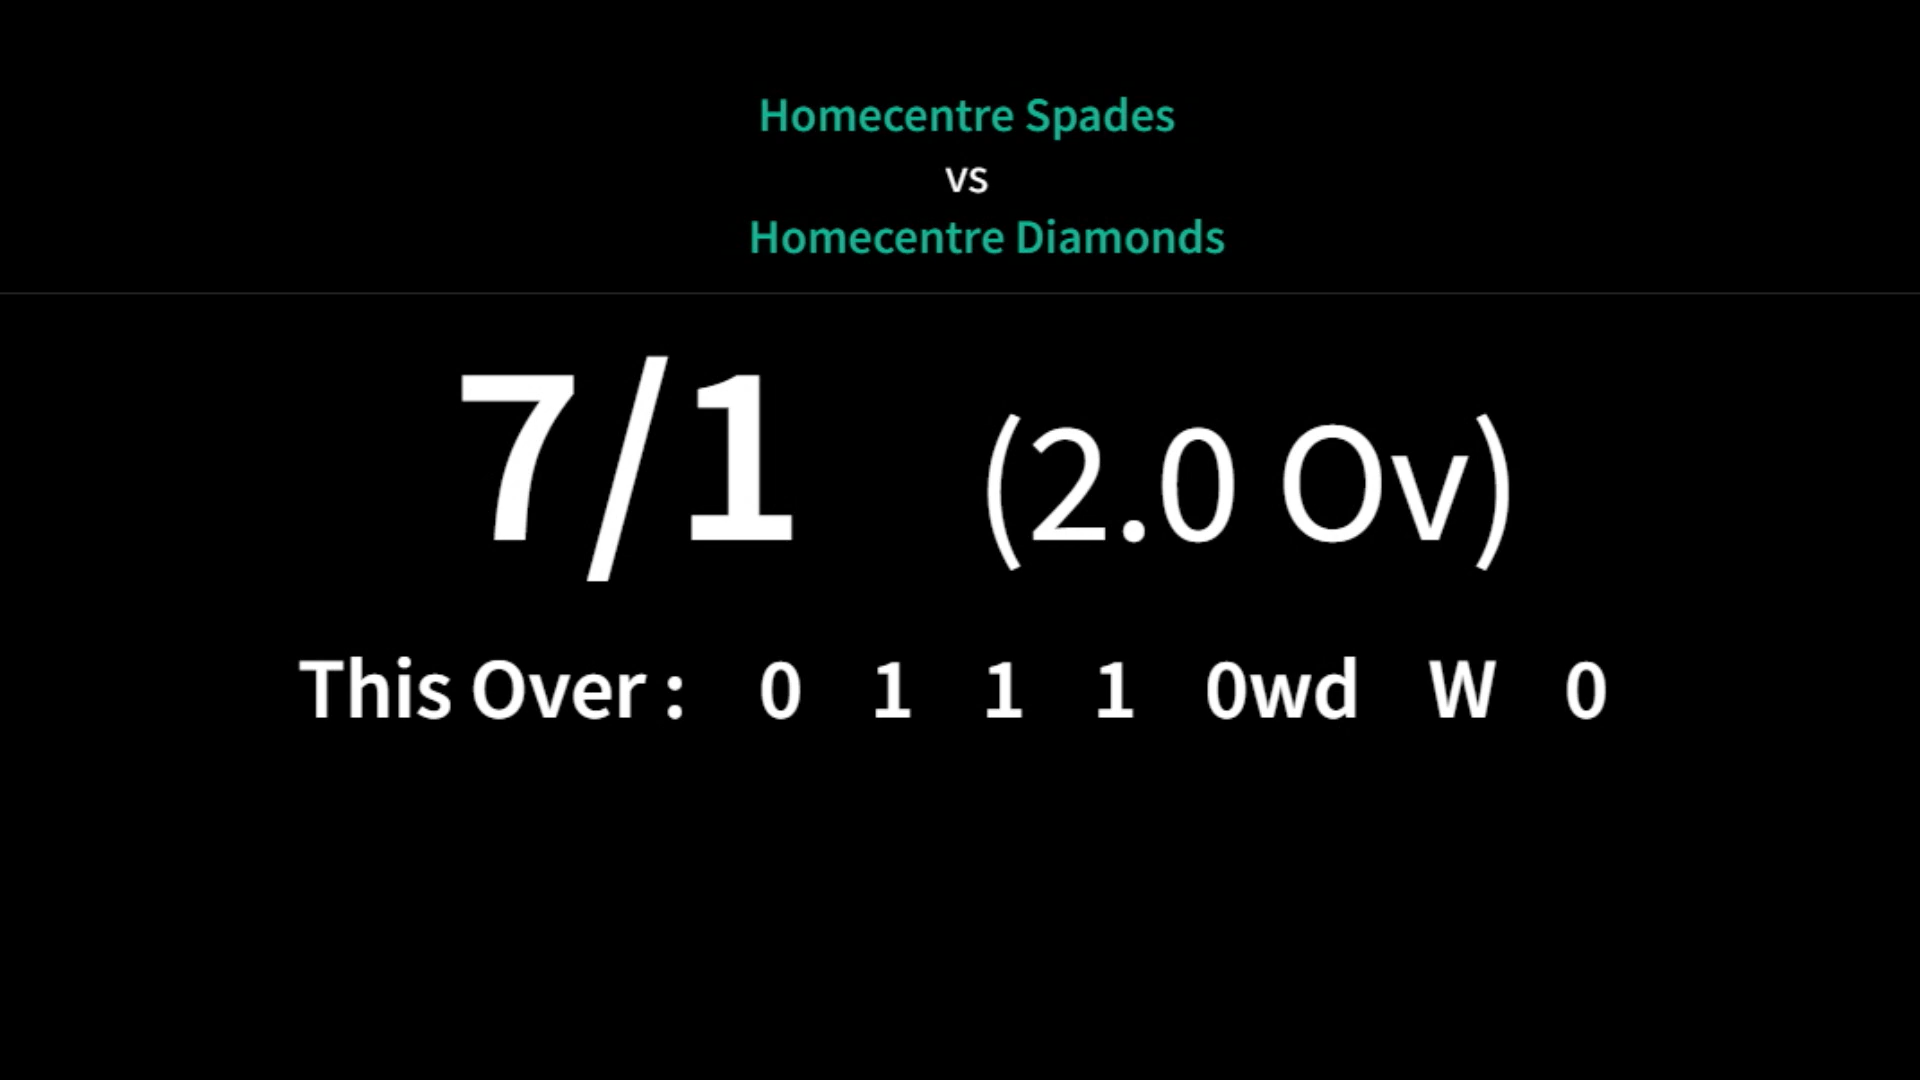 Homecentre Spades
vs
Homecentre Diamonds
7/1 (2.0 Ov)
This Over : 0 1 1 1 0wd W 0